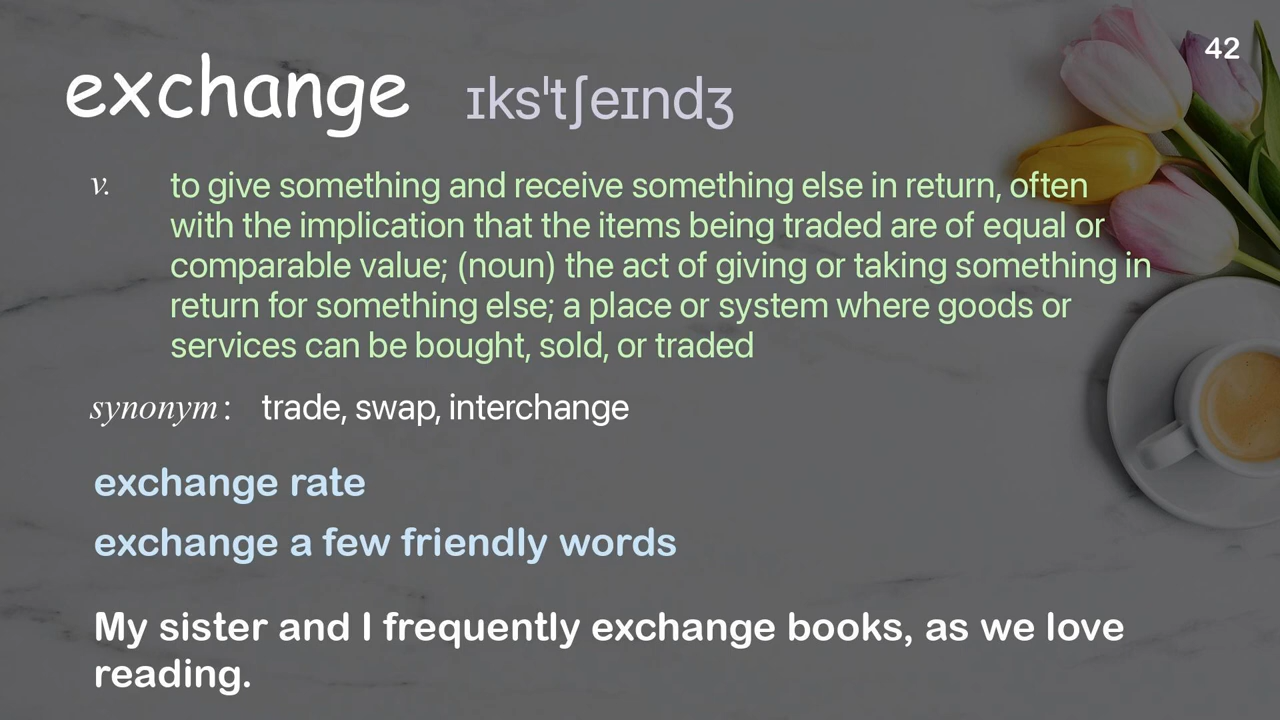 42
exchange ɪksˈtʃeɪndʒ
v. to give something and receive something else in return, often
with the implication that the items being traded are of equal or
comparable value; (noun) the act of giving or taking something in
return for something else; a place or system where goods or
services can be bought, sold, or traded
synonym: trade, swap, interchange
exchange rate
exchange a few friendly words
My sister and I frequently exchange books, as we love
reading.